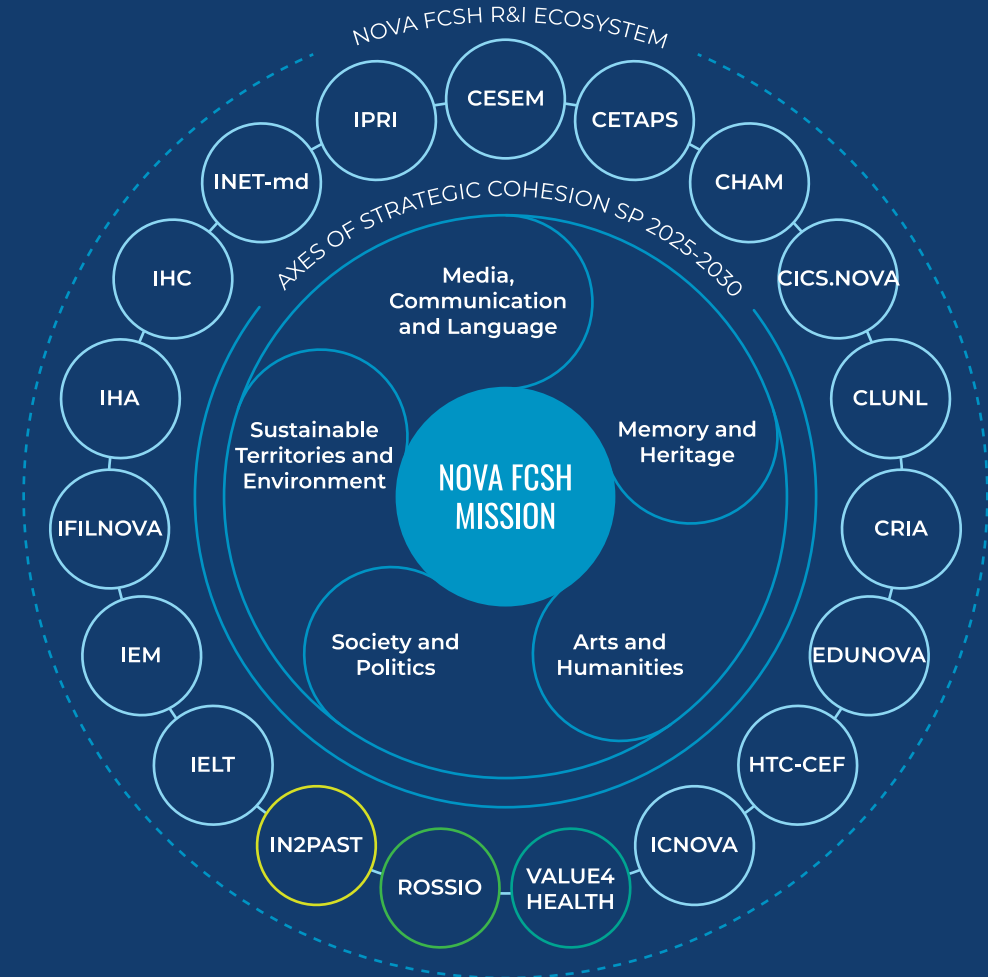 NOVA FCSH R&I ECOSYSTEM
CESEM
CETAPS
CHAM
CICS.NOVA
CLUNL
CRIA
EDUNOVA
HTC-CEF
ICNOVA
VALUE4
HEALTH
ROSSIO
IN2PAST
IELT
IEM
IFILNOVA
IHA
IHC
INET-md
IPRI
AXES OF STRATEGIC COHESION SP 2025-2030
Media,
Communication
and Language
Memory and
Heritage
Arts and
Humanities
Society and
Politics
Sustainable
Territories and
Environment
NOVA FCSH
MISSION